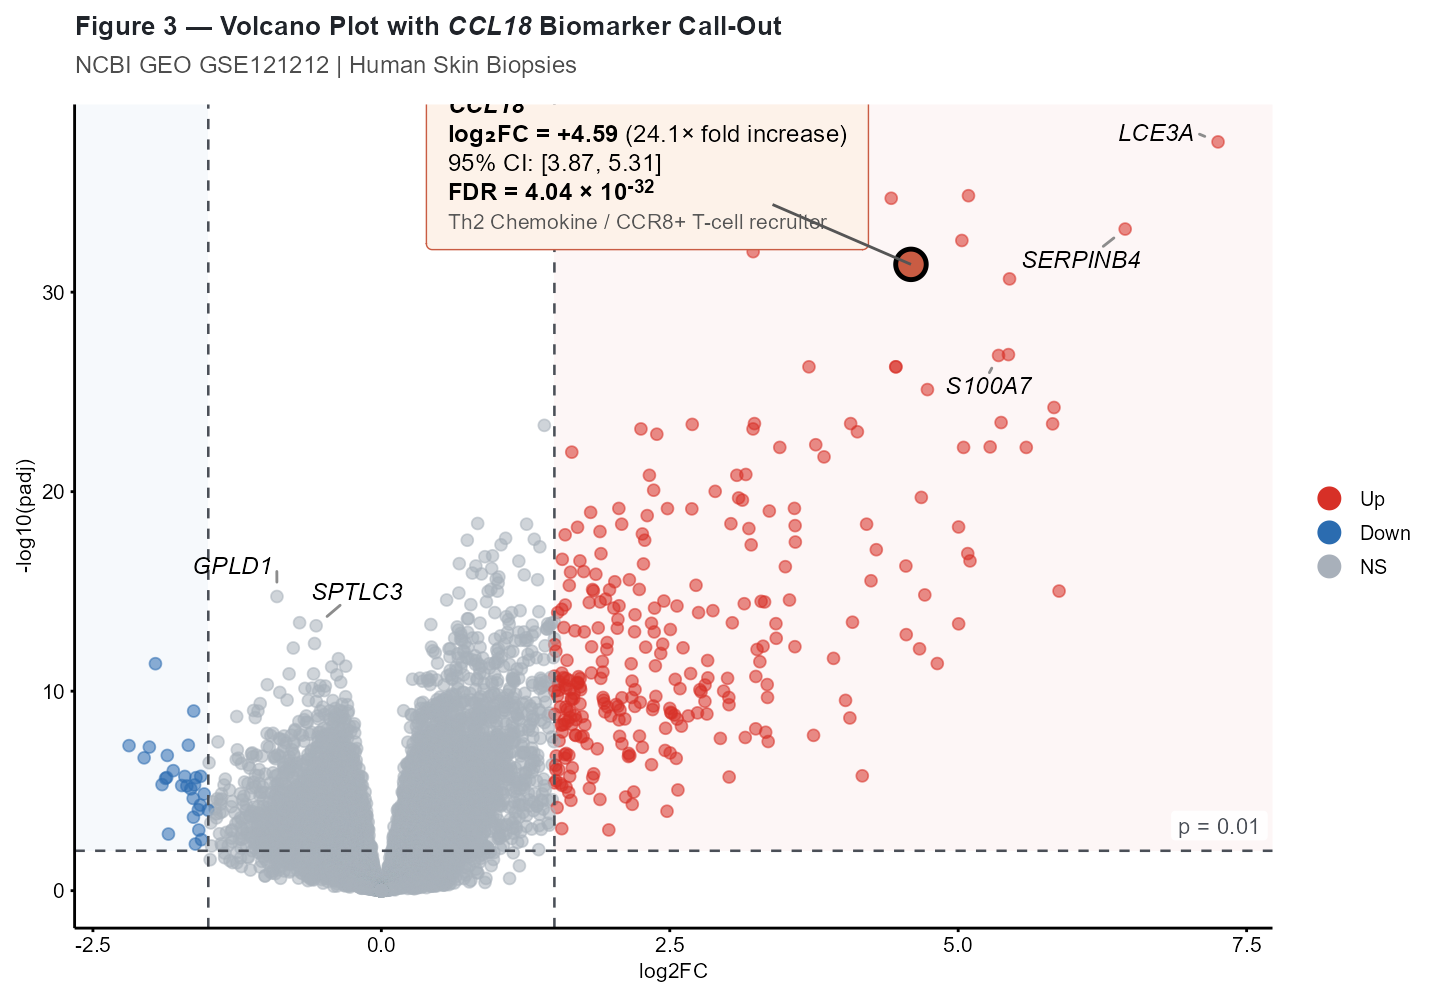 Figure 3 — Volcano Plot with CCL18 Biomarker Call-Out
NCBI GEO GSE121212 | Human Skin Biopsies
CCL18
log₂FC = +4.59 (24.1× fold increase)
95% CI: [3.87, 5.31]
FDR = 4.04 × 10⁻³²
Th2 Chemokine / CCR8+ T-cell recruiter
LCE3A
SERPINB4
S100A7
GPLD1
SPTLC3
p = 0.01
-log10(padj)
30
20
10
0
-2.5
0.0
2.5
5.0
7.5
log2FC
Up
Down
NS